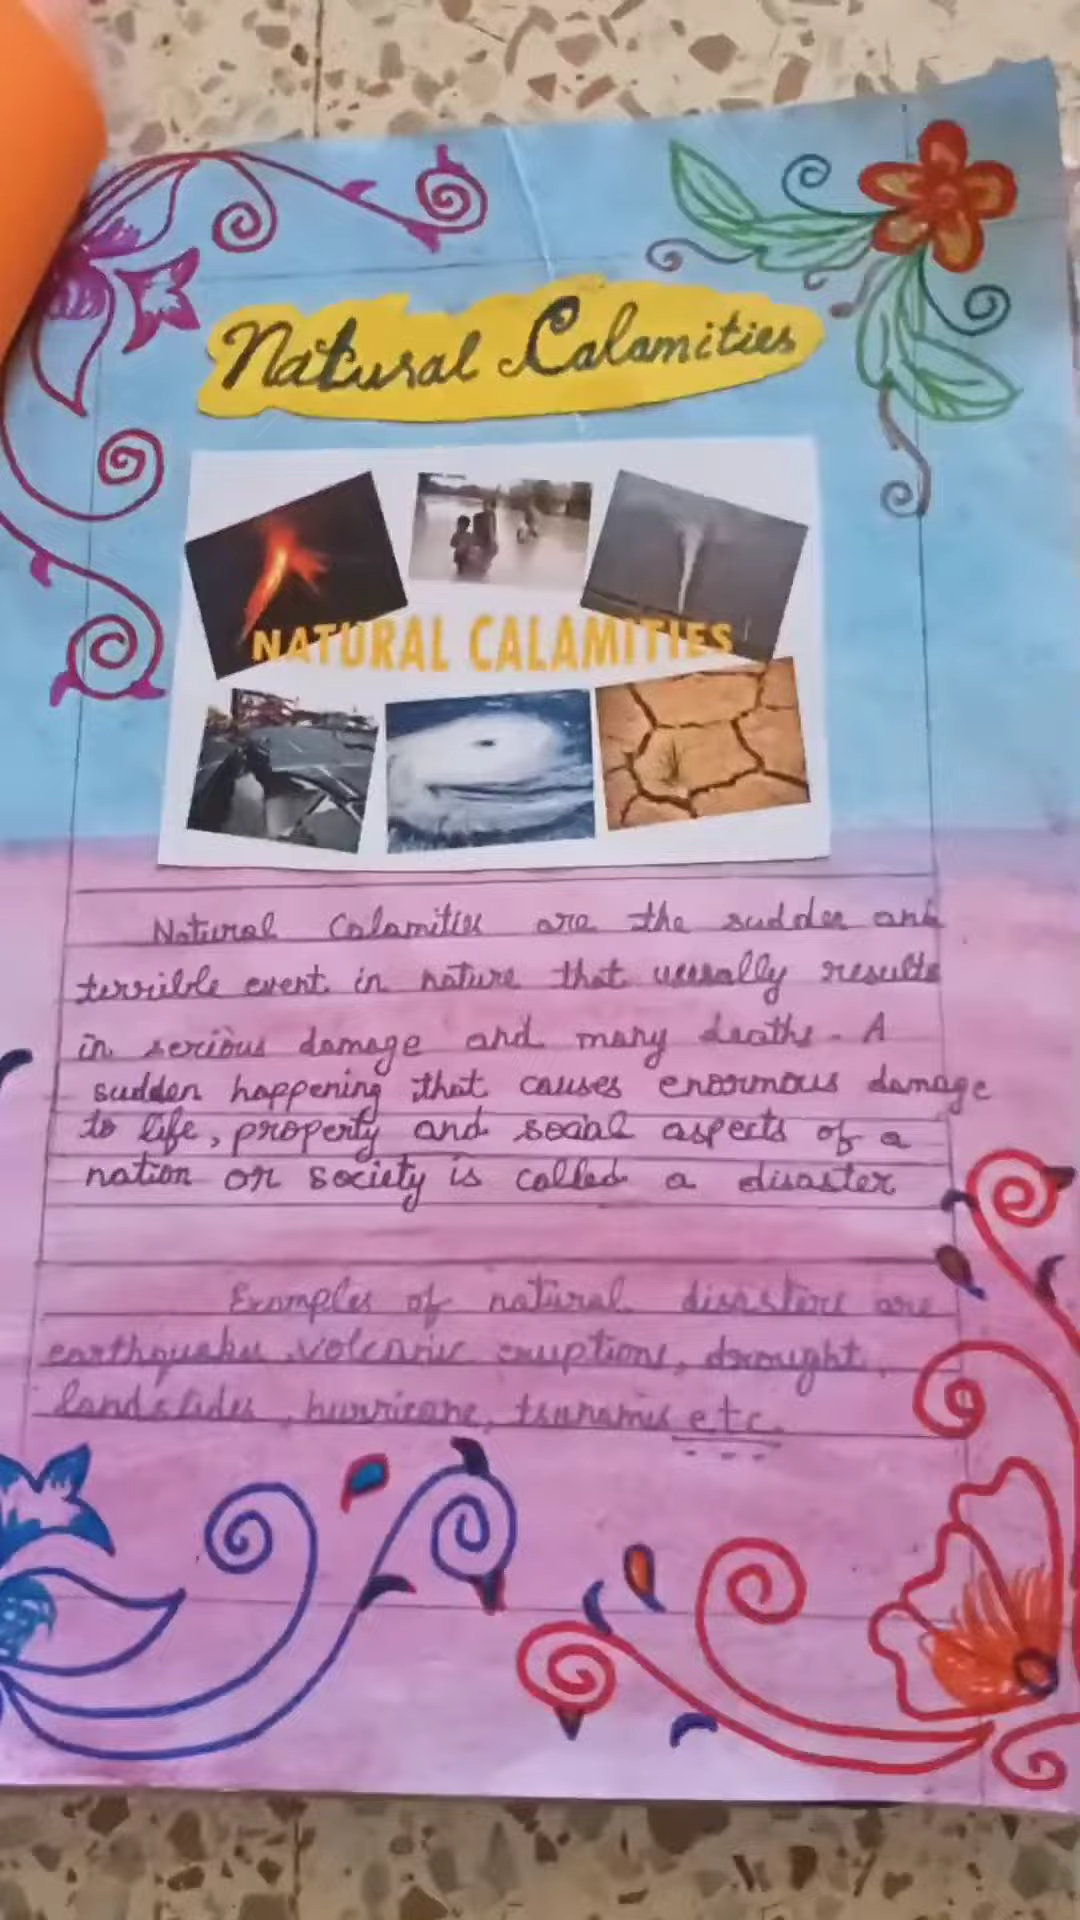 Natural Calamities
NATURAL CALAMITIES
Natural Calamities are the sudden and
terrible event in nature that ususally results
in serious damage and many deaths. A
sudden happening that causes enormous damage
to life, property and social aspects of a
nation or society is called a disaster
Examples of natural disasters are
earthquakes, volcanic eruptions, drought,
landslides, hurricane, tsunamis etc.